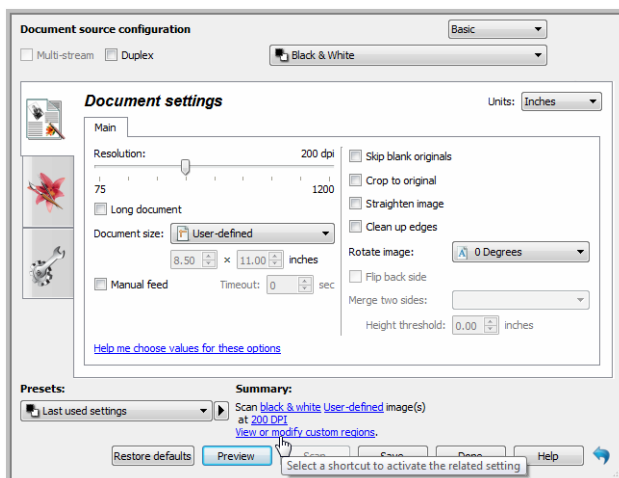 Document source configuration
Basic
Multi-stream
Duplex
Black & White
Document settings
Units:
Inches
Main
Resolution:
200 dpi
75
1200
Long document
Document size:
User-defined
8.50
×
11.00
inches
Manual feed
Timeout:
0
sec
Help me choose values for these options
Skip blank originals
Crop to original
Straighten image
Clean up edges
Rotate image:
0 Degrees
Flip back side
Merge two sides:
Height threshold:
0.00
inches
Presets:
Last used settings
Summary:
Scan black & white User-defined image(s)
at 200 DPI
View or modify custom regions.
Restore defaults
Preview
Scan
Save
Done
Help
Select a shortcut to activate the related setting